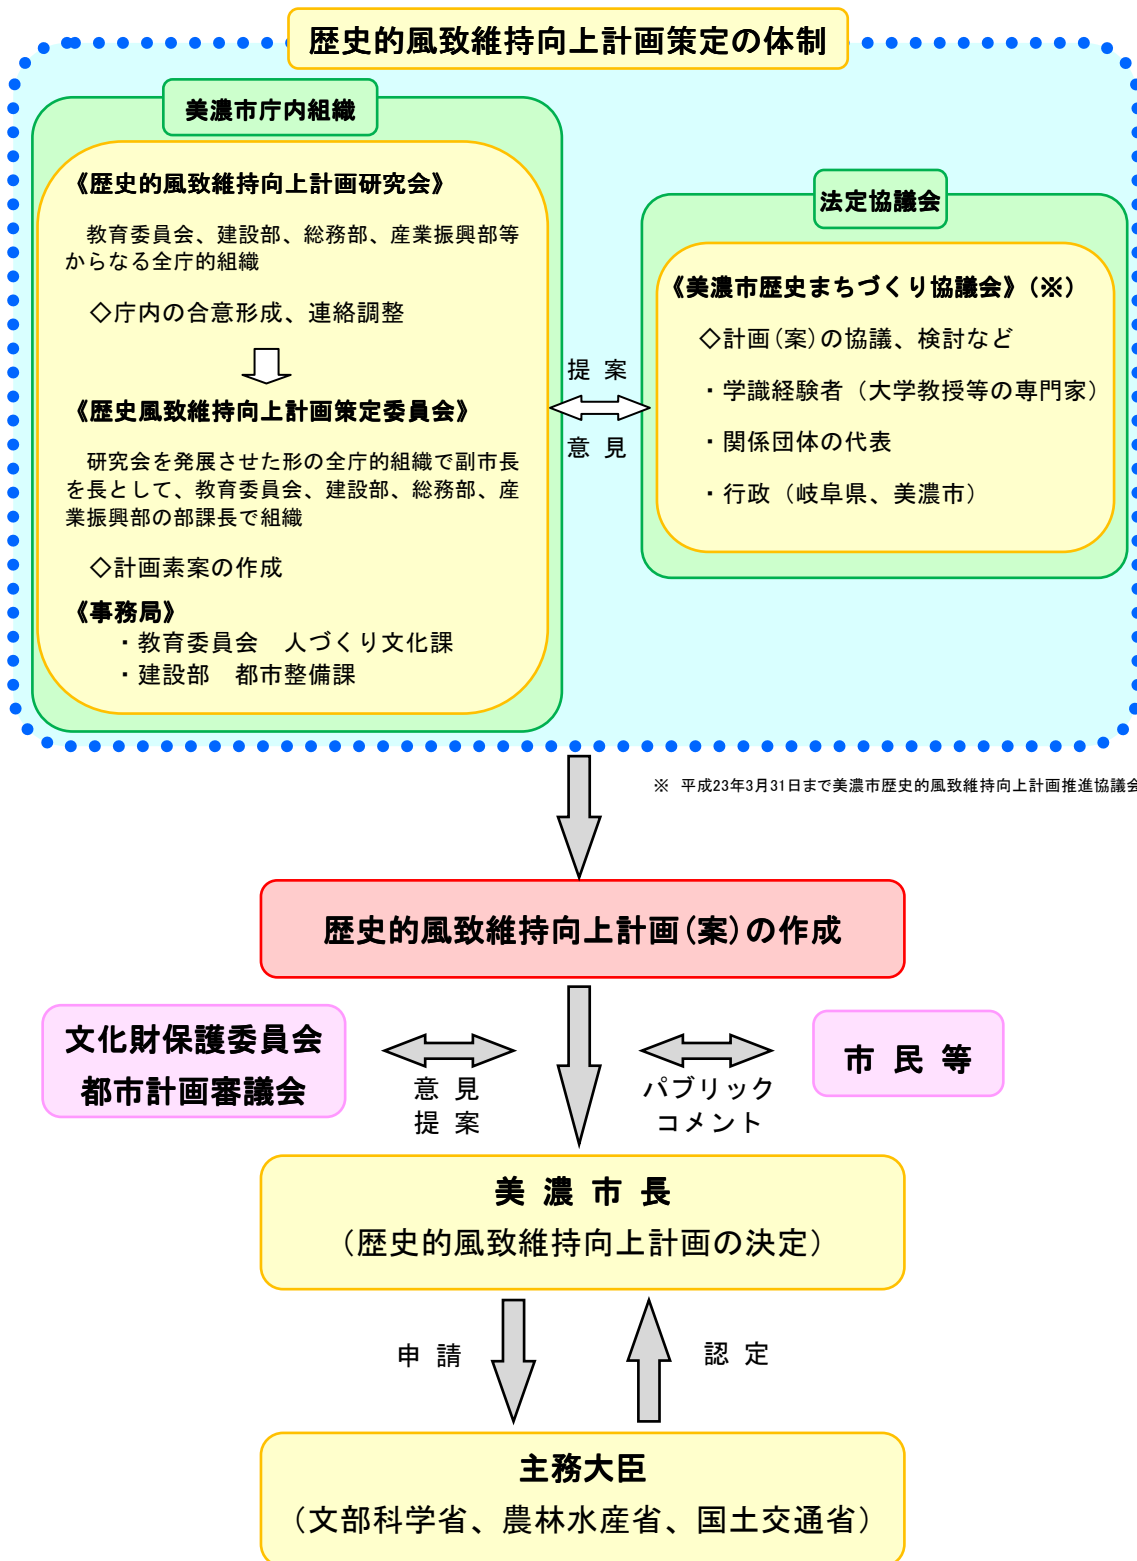 歴史的風致維持向上計画策定の体制
美濃市庁内組織
《歴史的風致維持向上計画研究会》
教育委員会、建設部、総務部、産業振興部等
からなる全庁的組織
◇庁内の合意形成、連絡調整
《歴史風致維持向上計画策定委員会》
研究会を発展させた形の全庁的組織で副市長
を長として、教育委員会、建設部、総務部、産
業振興部の部課長で組織
◇計画素案の作成
《事務局》
・教育委員会　人づくり文化課
・建設部　都市整備課
提 案
意 見
法定協議会
《美濃市歴史まちづくり協議会》(※)
◇計画(案)の協議、検討など
・学識経験者（大学教授等の専門家）
・関係団体の代表
・行政（岐阜県、美濃市）
※ 平成23年3月31日まで美濃市歴史的風致維持向上計画推進協議会
歴史的風致維持向上計画(案)の作成
文化財保護委員会
都市計画審議会
意 見
提 案
パブリック
コメント
市 民 等
美 濃 市 長
（歴史的風致維持向上計画の決定）
申 請
認 定
主務大臣
（文部科学省、農林水産省、国土交通省）